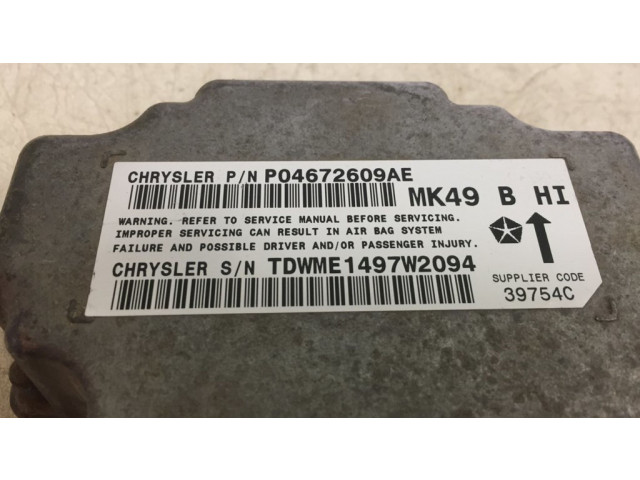 CHRYSLER P/N P04672609AE
MK49 B HI
WARNING. REFER TO SERVICE MANUAL BEFORE SERVICING.
IMPROPER SERVICING CAN RESULT IN AIR BAG SYSTEM
FAILURE AND POSSIBLE DRIVER AND/OR PASSENGER INJURY.
CHRYSLER S/N TDWME1497W2094
SUPPLIER CODE
39754C